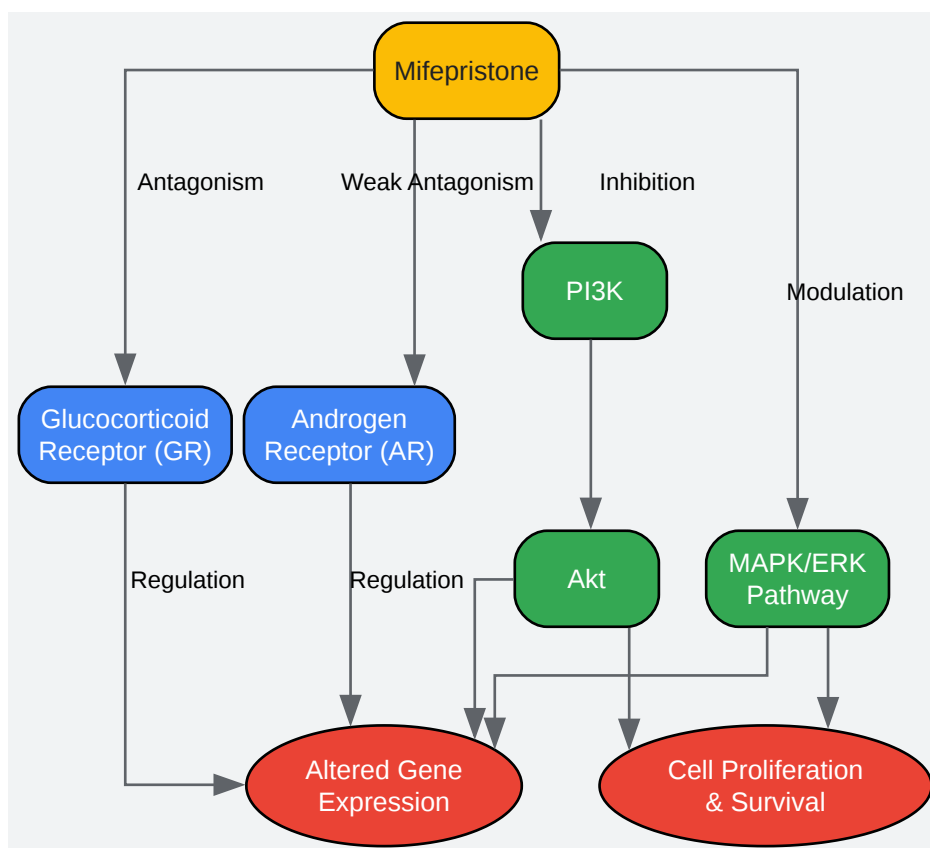 Mifepristone
Antagonism
Weak Antagonism
Inhibition
PI3K
Modulation
Glucocorticoid
Receptor (GR)
Androgen
Receptor (AR)
Regulation
Regulation
Akt
MAPK/ERK
Pathway
Altered Gene
Expression
Cell Proliferation
& Survival